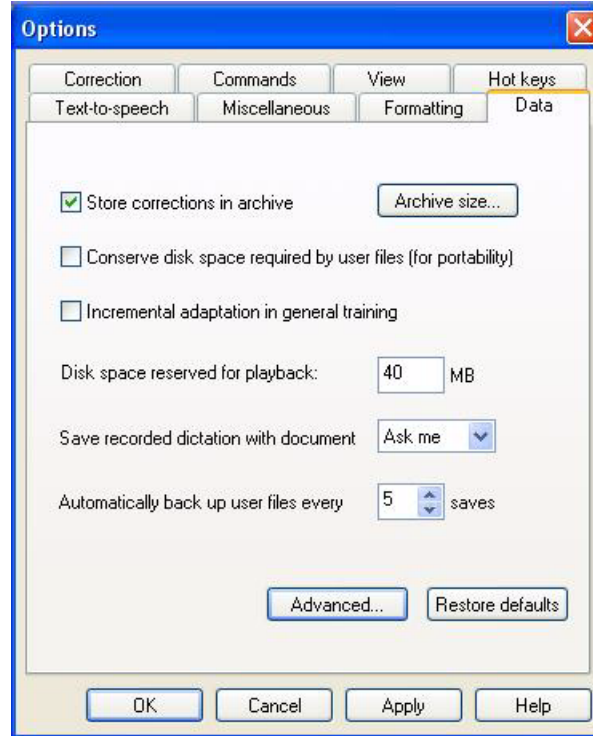 Options
Correction Commands View Hot keys
Text-to-speech Miscellaneous Formatting Data
Store corrections in archive Archive size...
Conserve disk space required by user files (for portability)
Incremental adaptation in general training
Disk space reserved for playback: 40 MB
Save recorded dictation with document Ask me
Automatically back up user files every 5 saves
Advanced... Restore defaults
OK Cancel Apply Help